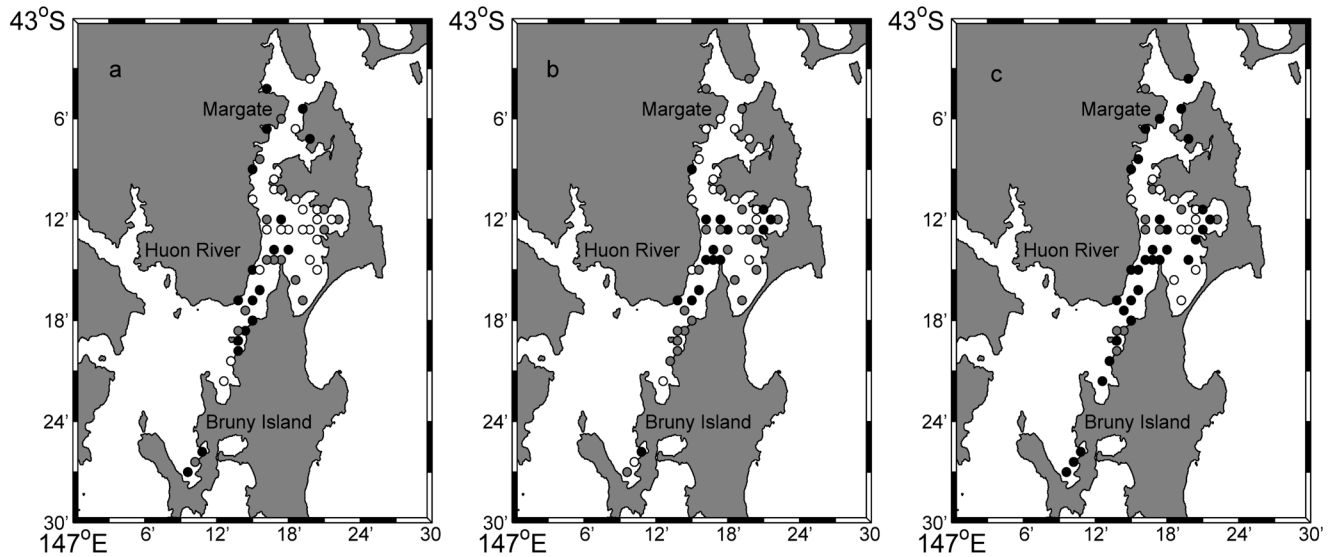 43°S
a
Margate
6'
12'
Huon River
18'
24'
Bruny Island
30'
147°E
6'
12'
18'
24'
30
43°S
b
Margate
6'
12'
Huon River
18'
24'
Bruny Island
30'
147°E
6'
12'
18'
24'
30
43°S
c
Margate
6'
12'
Huon River
18'
24'
Bruny Island
30'
147°E
6'
12'
18'
24'
30'